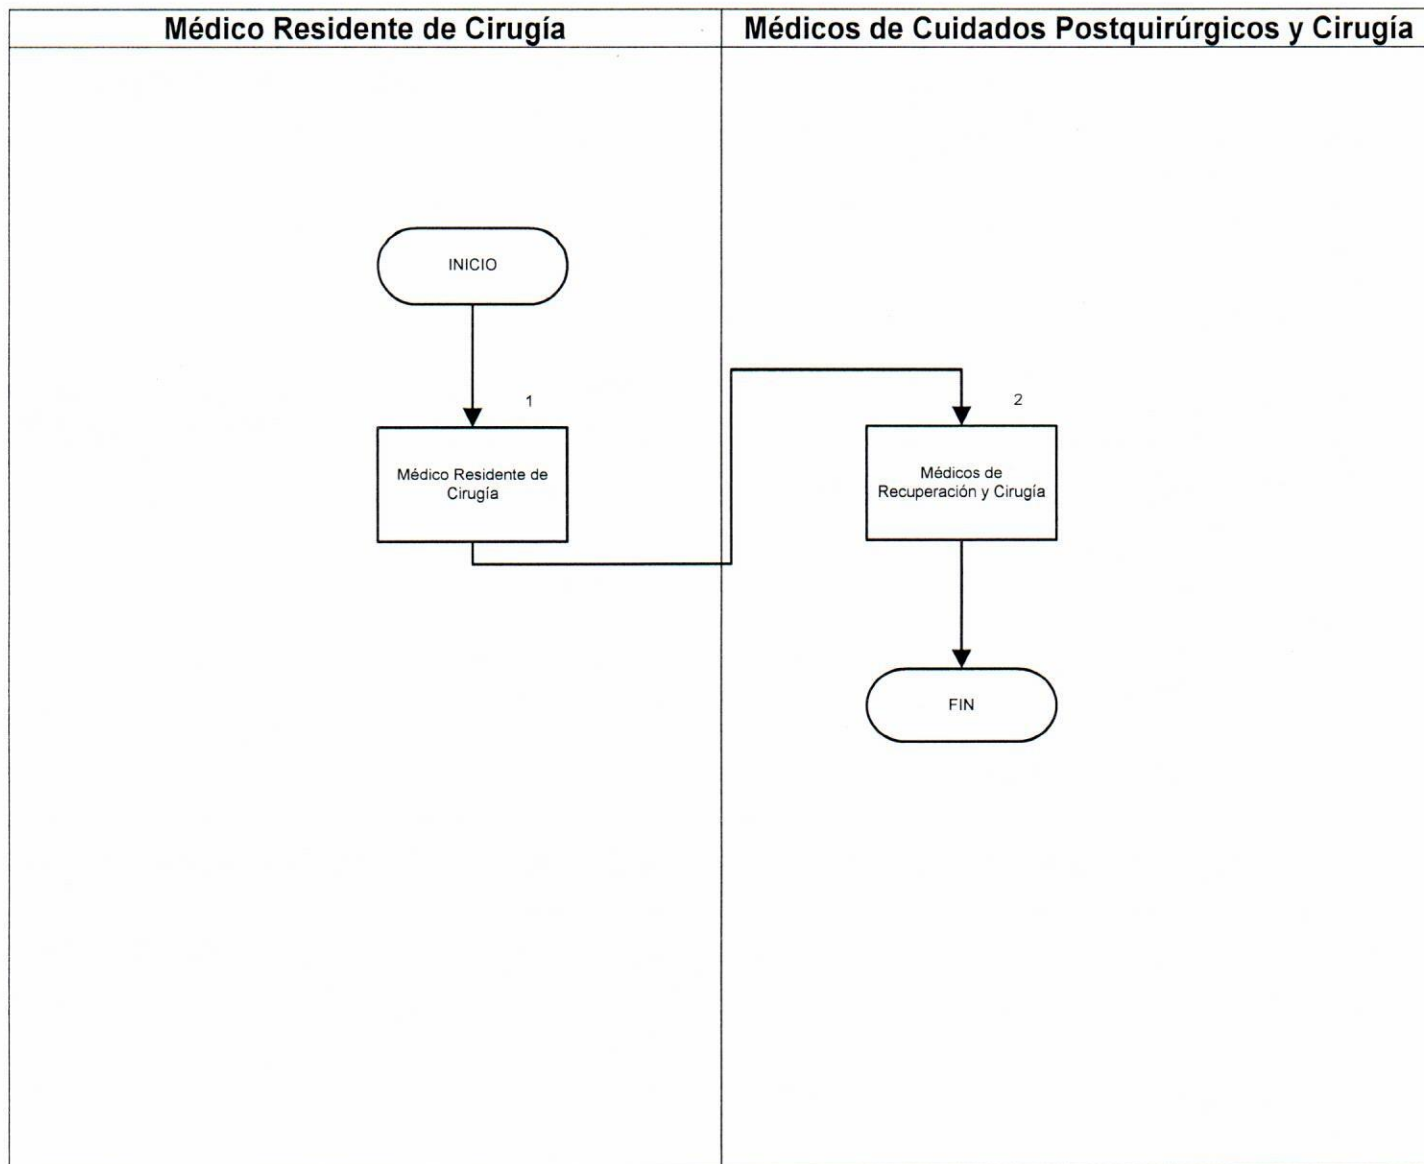 Médico Residente de Cirugía
Médicos de Cuidados Postquirúrgicos y Cirugía
INICIO
1
Médico Residente de
Cirugía
2
Médicos de
Recuperación y Cirugía
FIN